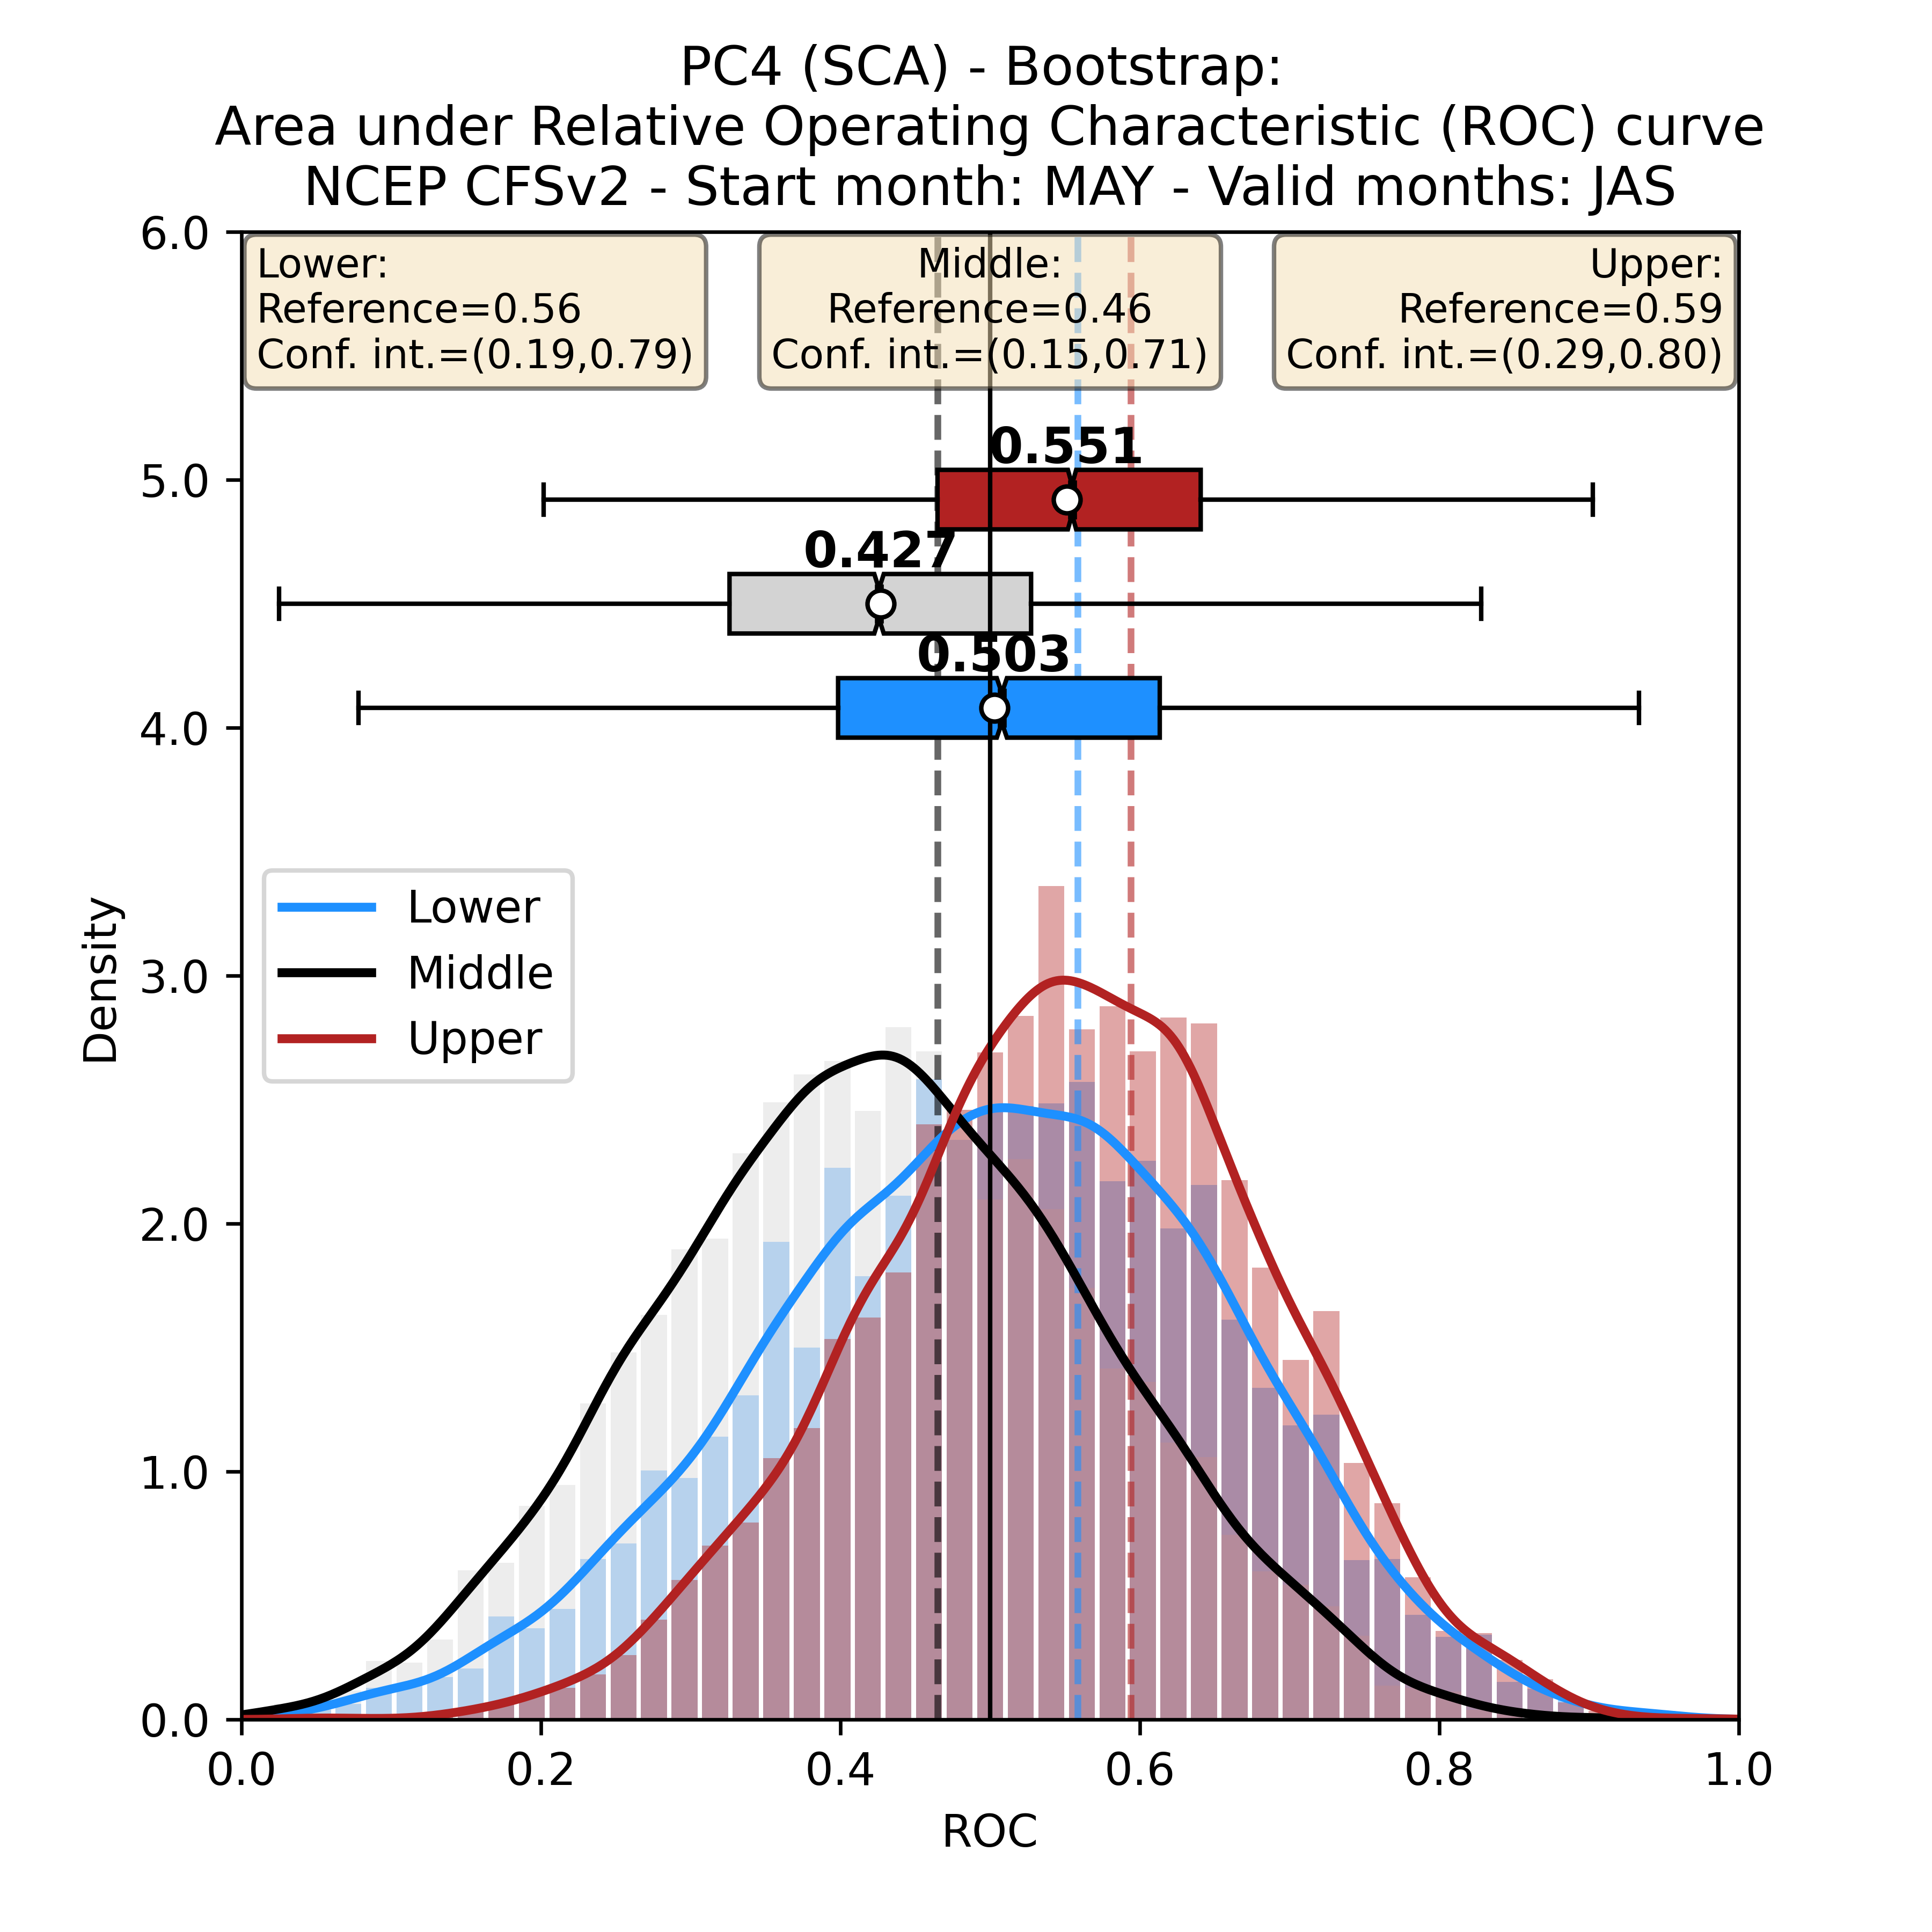 PC4 (SCA) - Bootstrap:
Area under Relative Operating Characteristic (ROC) curve
NCEP CFSv2 - Start month: MAY - Valid months: JAS
6.0
Lower:
Reference=0.56
Conf. int.=(0.19,0.79)
Middle:
Reference=0.46
Conf. int.=(0.15,0.71)
Upper:
Reference=0.59
Conf. int.=(0.29,0.80)
0.551
5.0
0.427
0.503
4.0
Lower
Middle
Upper
Density
3.0
2.0
1.0
0.0
0.0
0.2
0.4
0.6
0.8
1.0
ROC